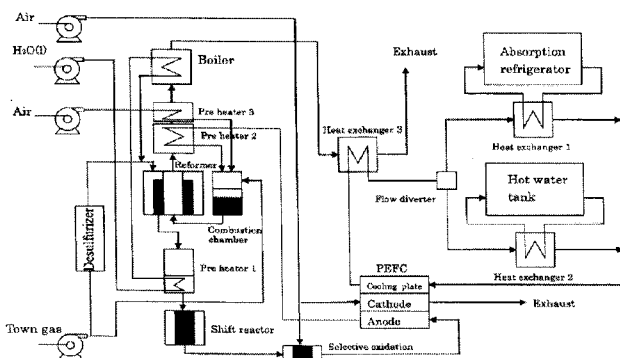 Air
H2O(l)
Air
Town gas
Desulfurizer
Boiler
Pre heater 3
Pre heater 2
Reformer
Combustion
chamber
Pre heater 1
Shift reactor
Selective oxidation
Exhaust
Heat exchanger 3
Flow diverter
Absorption
refrigerator
Heat exchanger 1
Hot water
tank
Heat exchanger 2
PEFC
Cooling plate
Cathode
Anode
Exhaust